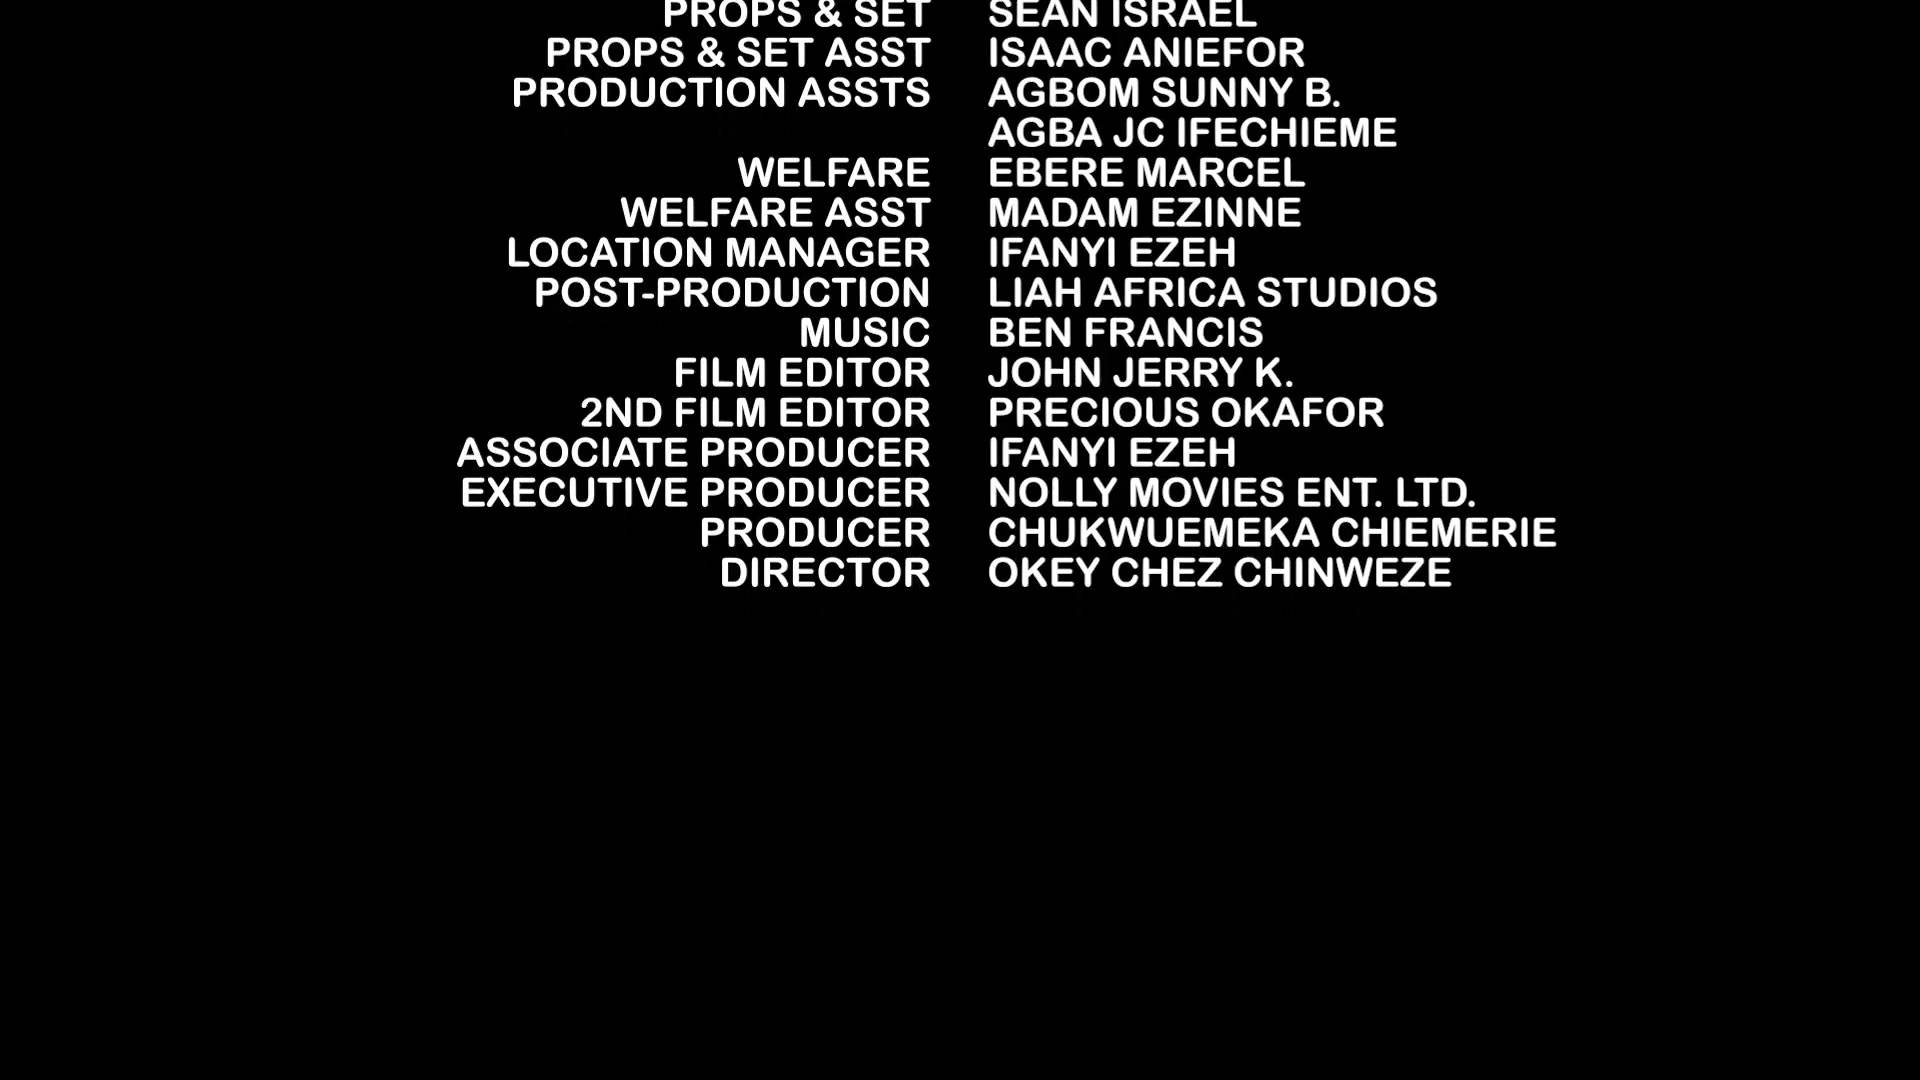 PROPS & SET SEAN ISRAEL
PROPS & SET ASST ISAAC ANIEFOR
PRODUCTION ASSTS AGBOM SUNNY B.
AGBA JC IFECHIEME
WELFARE EBERE MARCEL
WELFARE ASST MADAM EZINNE
LOCATION MANAGER IFANYI EZEH
POST-PRODUCTION LIAH AFRICA STUDIOS
MUSIC BEN FRANCIS
FILM EDITOR JOHN JERRY K.
2ND FILM EDITOR PRECIOUS OKAFOR
ASSOCIATE PRODUCER IFANYI EZEH
EXECUTIVE PRODUCER NOLLY MOVIES ENT. LTD.
PRODUCER CHUKWUEMEKA CHIEMERIE
DIRECTOR OKEY CHEZ CHINWEZE